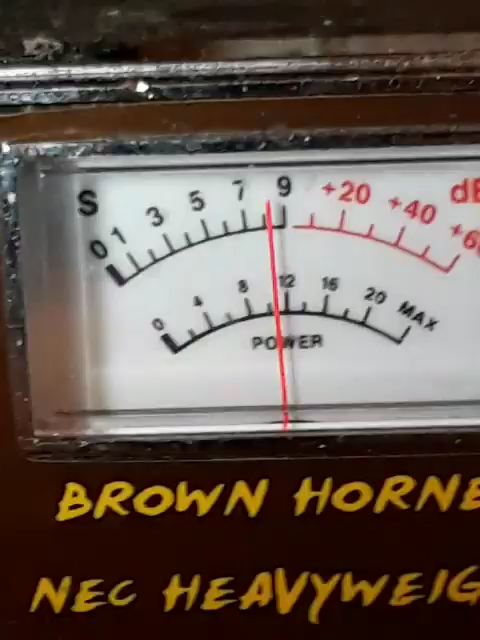 S 0 1 3 5 7 9 +20 +40 +60 dB
0 4 8 12 16 20 MAX
POWER
BROWN HORNE
NEC HEAVYWEIG